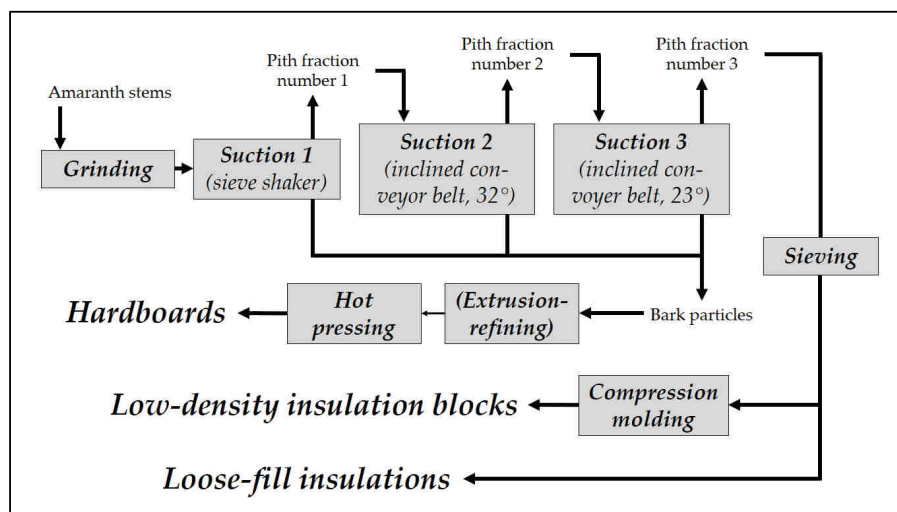 Pith fraction
number 1
Pith fraction
number 2
Pith fraction
number 3
Amaranth stems
Grinding
Suction 1
(sieve shaker)
Suction 2
(inclined con-
veyor belt, 32°)
Suction 3
(inclined con-
voyer belt, 23°)
Sieving
Hardboards
Hot
pressing
(Extrusion-
refining)
Bark particles
Low-density insulation blocks
Compression
molding
Loose-fill insulations